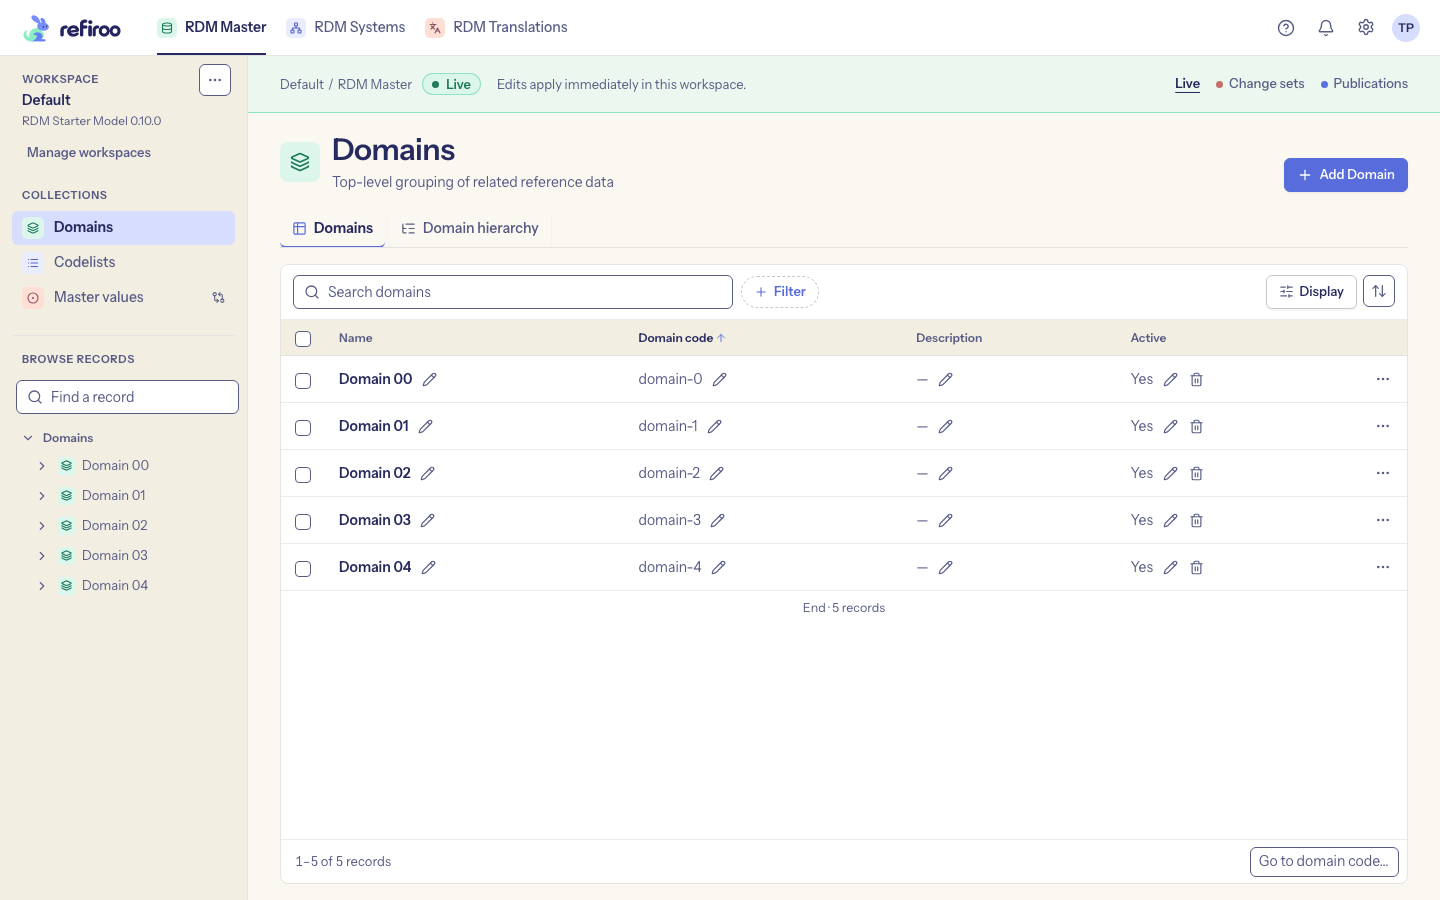 refiroo
RDM Master
RDM Systems
RDM Translations
TP
WORKSPACE
Default
RDM Starter Model 0.10.0
Manage workspaces
COLLECTIONS
Domains
Codelists
Master values
BROWSE RECORDS
Find a record
Domains
Domain 00
Domain 01
Domain 02
Domain 03
Domain 04
Default / RDM Master
Live
Edits apply immediately in this workspace.
Live
Change sets
Publications
Domains
Top-level grouping of related reference data
Add Domain
Domains
Domain hierarchy
Search domains
Filter
Display
Name Domain code Description Active
Domain 00 domain-0 — Yes
Domain 01 domain-1 — Yes
Domain 02 domain-2 — Yes
Domain 03 domain-3 — Yes
Domain 04 domain-4 — Yes
End · 5 records
1–5 of 5 records
Go to domain code...